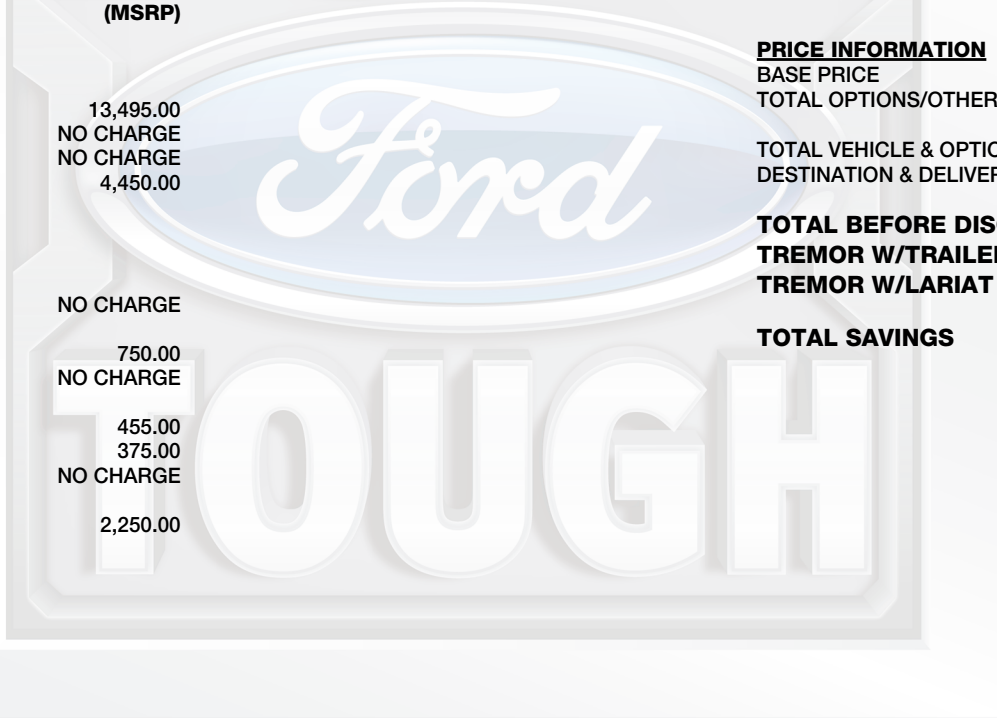 (MSRP)
13,495.00
NO CHARGE
NO CHARGE
4,450.00
NO CHARGE
750.00
NO CHARGE
455.00
375.00
NO CHARGE
2,250.00
PRICE INFORMATION
BASE PRICE
TOTAL OPTIONS/OTHER
TOTAL VEHICLE & OPTIO
DESTINATION & DELIVER
TOTAL BEFORE DIS
TREMOR W/TRAILE
TREMOR W/LARIAT
TOTAL SAVINGS
Ford
TOUGH